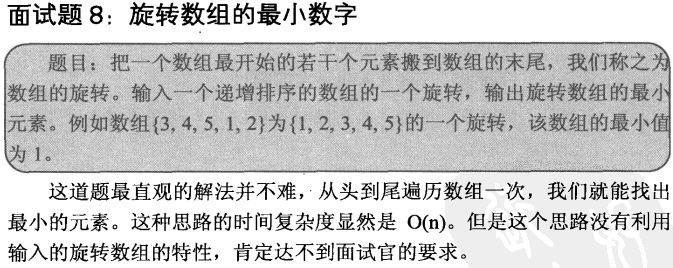 面试题 8：旋转数组的最小数字
题目：把一个数组最开始的若干个元素搬到数组的末尾，我们称之为
数组的旋转。输入一个递增排序的数组的一个旋转，输出旋转数组的最小
元素。例如数组{3, 4, 5, 1, 2}为{1, 2, 3, 4, 5}的一个旋转，该数组的最小值
为 1。
这道题最直观的解法并不难，从头到尾遍历数组一次，我们就能找出
最小的元素。这种思路的时间复杂度显然是 O(n)。但是这个思路没有利用
输入的旋转数组的特性，肯定达不到面试官的要求。